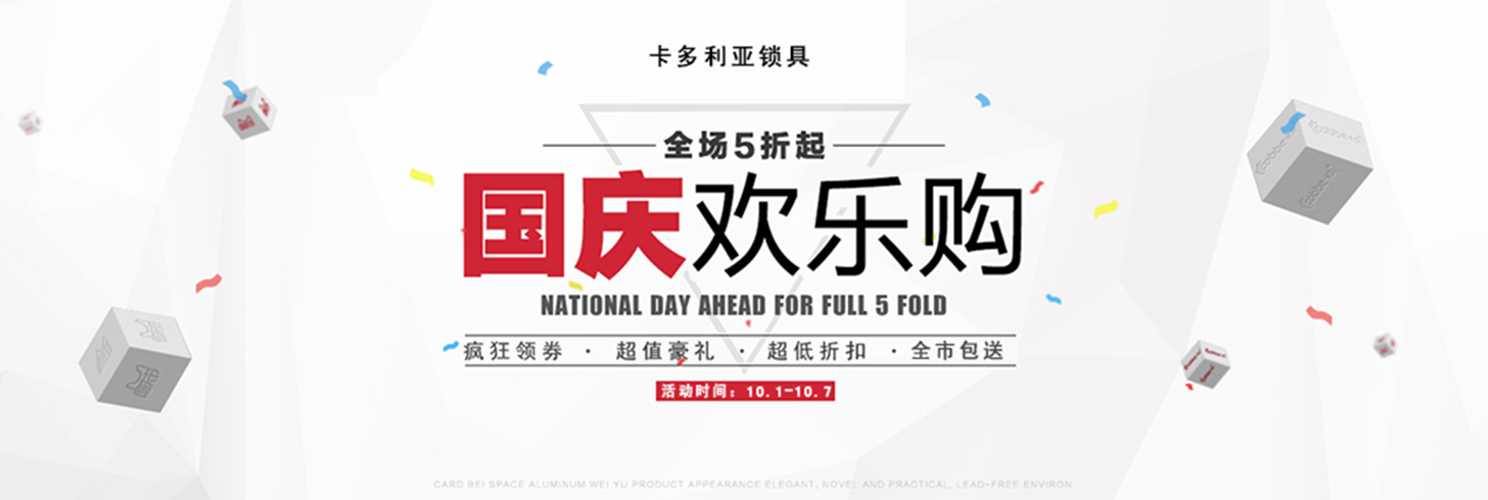 卡多利亚锁具
全场5折起
国庆欢乐购
NATIONAL DAY AHEAD FOR FULL 5 FOLD
疯狂领券 · 超值豪礼 · 超低折扣 · 全市包送
活动时间：10.1-10.7
CARD BEI SPACE ALUMINUM WEI YU PRODUCT APPEARANCE ELEGANT, NOVEL AND PRACTICAL, LEAD-FREE ENVIRON